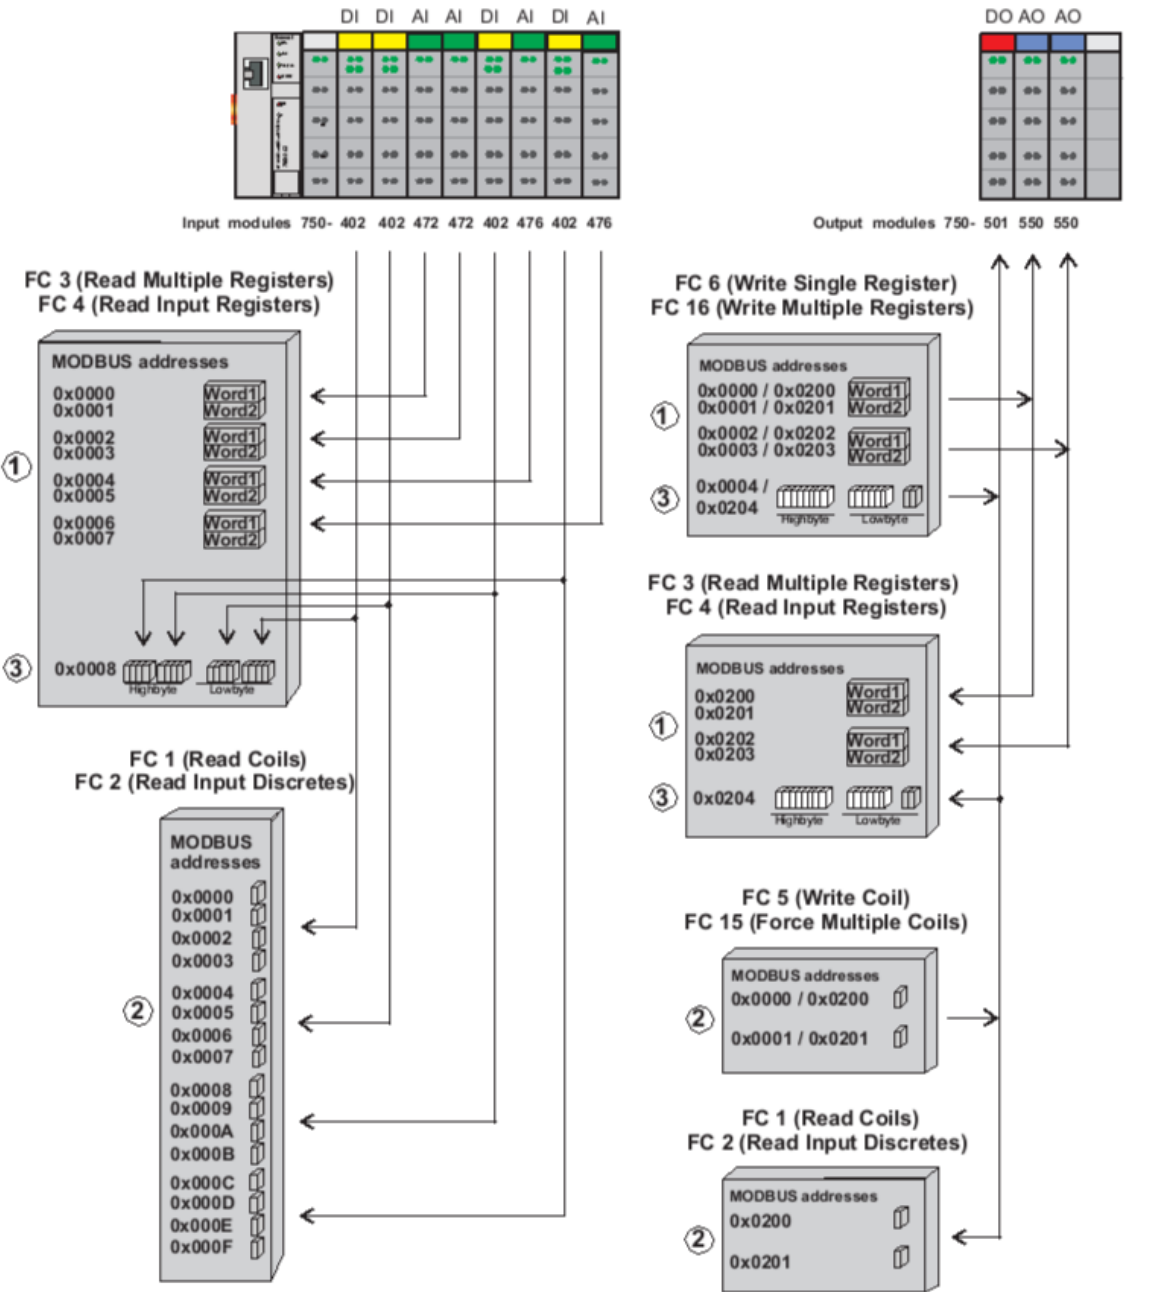 DI DI AI AI DI AI DI AI
DO AO AO
Input modules 750- 402 402 472 472 402 476 402 476
Output modules 750- 501 550 550
FC 3 (Read Multiple Registers)
FC 4 (Read Input Registers)
MODBUS addresses
0x0000 Word1
0x0001 Word2
0x0002 Word1
0x0003 Word2
1
0x0004 Word1
0x0005 Word2
0x0006 Word1
0x0007 Word2
3 0x0008
Highbyte Lowbyte
FC 1 (Read Coils)
FC 2 (Read Input Discretes)
MODBUS
addresses
0x0000
0x0001
0x0002
0x0003
0x0004
2 0x0005
0x0006
0x0007
0x0008
0x0009
0x000A
0x000B
0x000C
0x000D
0x000E
0x000F
FC 6 (Write Single Register)
FC 16 (Write Multiple Registers)
MODBUS addresses
0x0000 / 0x0200 Word1
0x0001 / 0x0201 Word2
1
0x0002 / 0x0202 Word1
0x0003 / 0x0203 Word2
3 0x0004 /
0x0204
Highbyte Lowbyte
FC 3 (Read Multiple Registers)
FC 4 (Read Input Registers)
MODBUS addresses
0x0200 Word1
0x0201 Word2
1
0x0202 Word1
0x0203 Word2
3 0x0204
Highbyte Lowbyte
FC 5 (Write Coil)
FC 15 (Force Multiple Coils)
MODBUS addresses
0x0000 / 0x0200
2
0x0001 / 0x0201
FC 1 (Read Coils)
FC 2 (Read Input Discretes)
MODBUS addresses
0x0200
2
0x0201